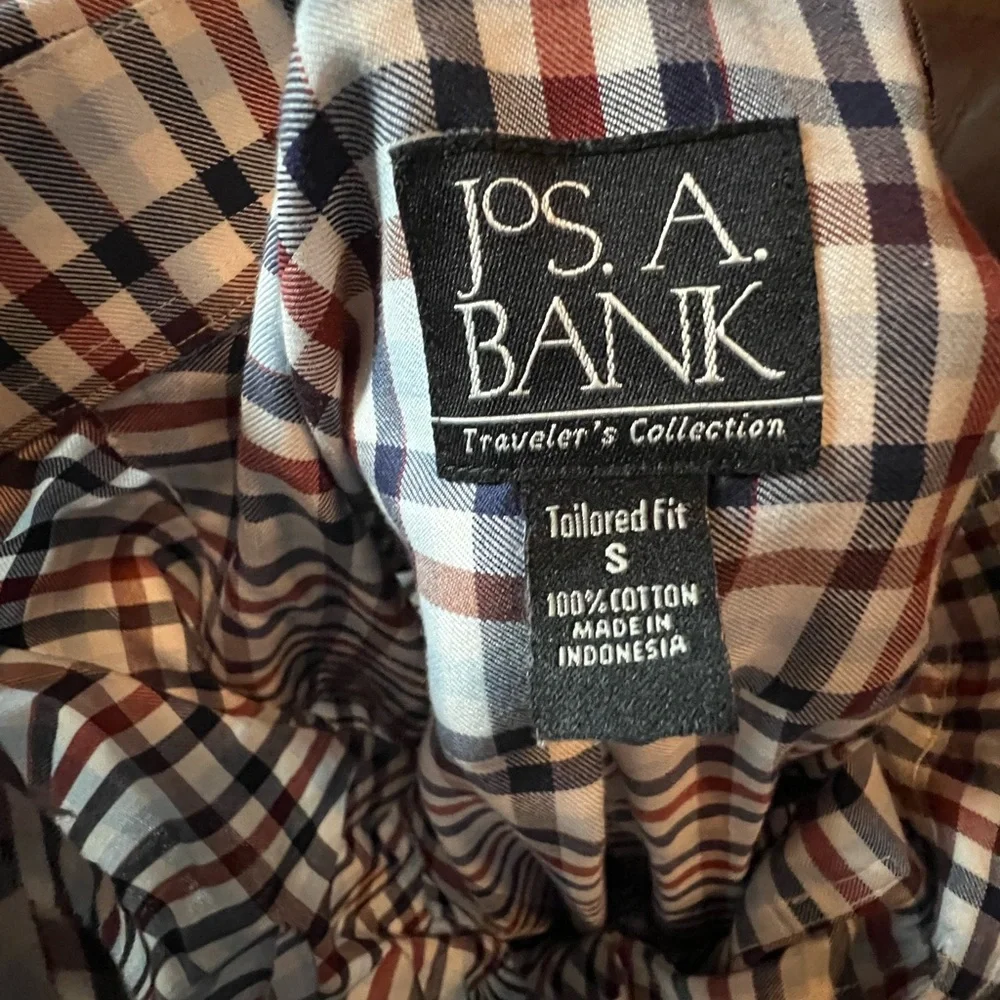 JoS. A.
BANK
Traveler's Collection
Tailored Fit
S
100% COTTON
MADE IN
INDONESIA